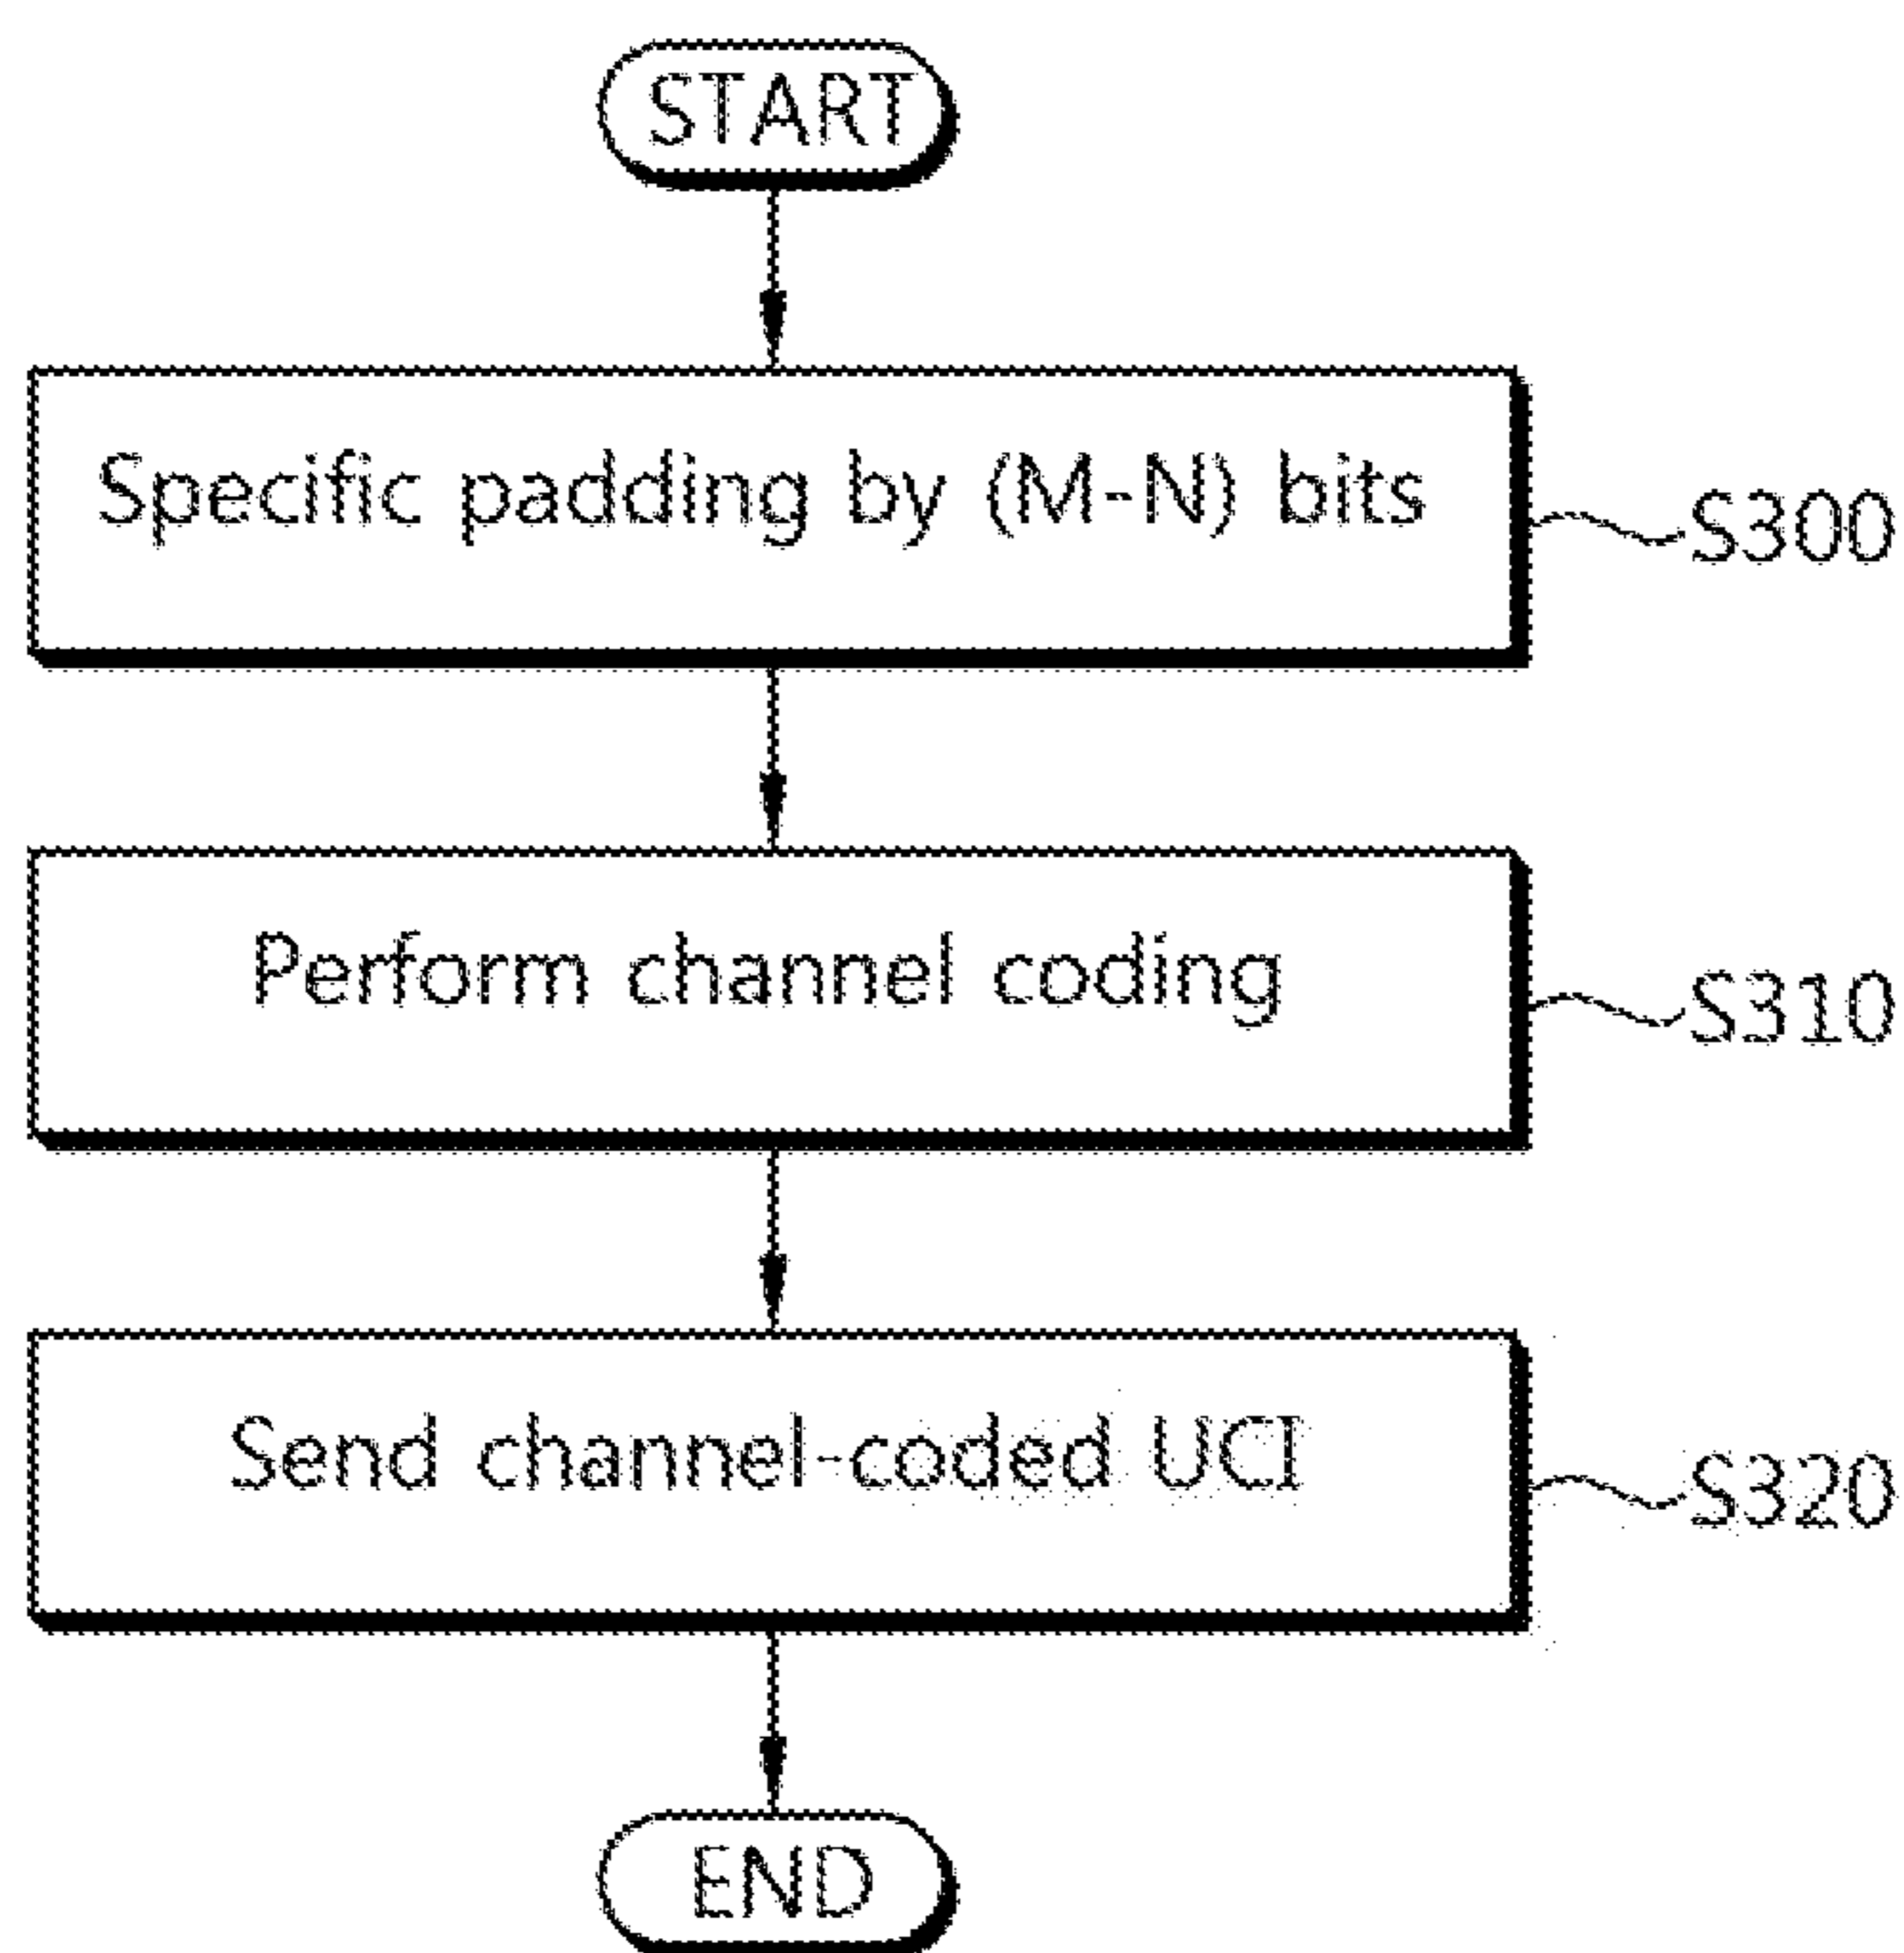 START
Specific padding by (M-N) bits
S300
Perform channel coding
S310
Send channel-coded UCI
S320
END